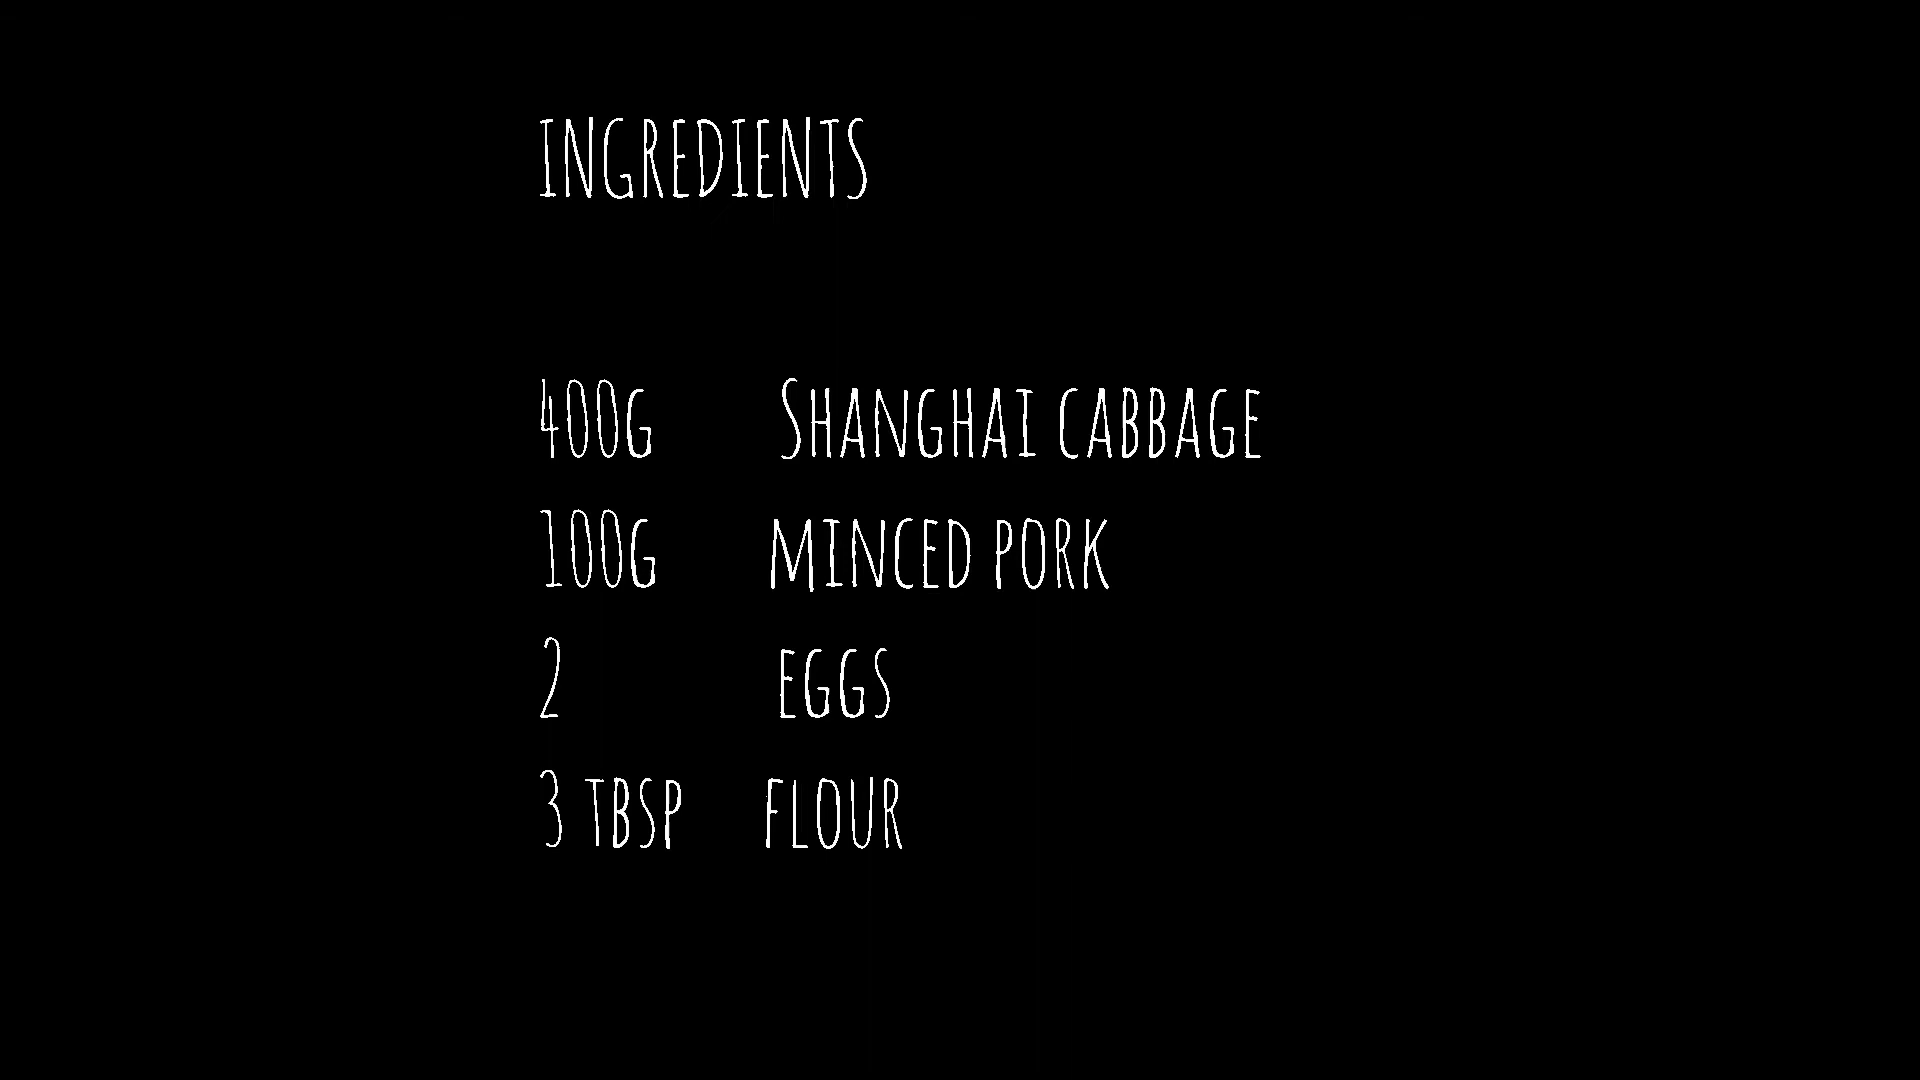 INGREDIENTS
400g Shanghai cabbage
100g minced pork
2 eggs
3 tbsp flour